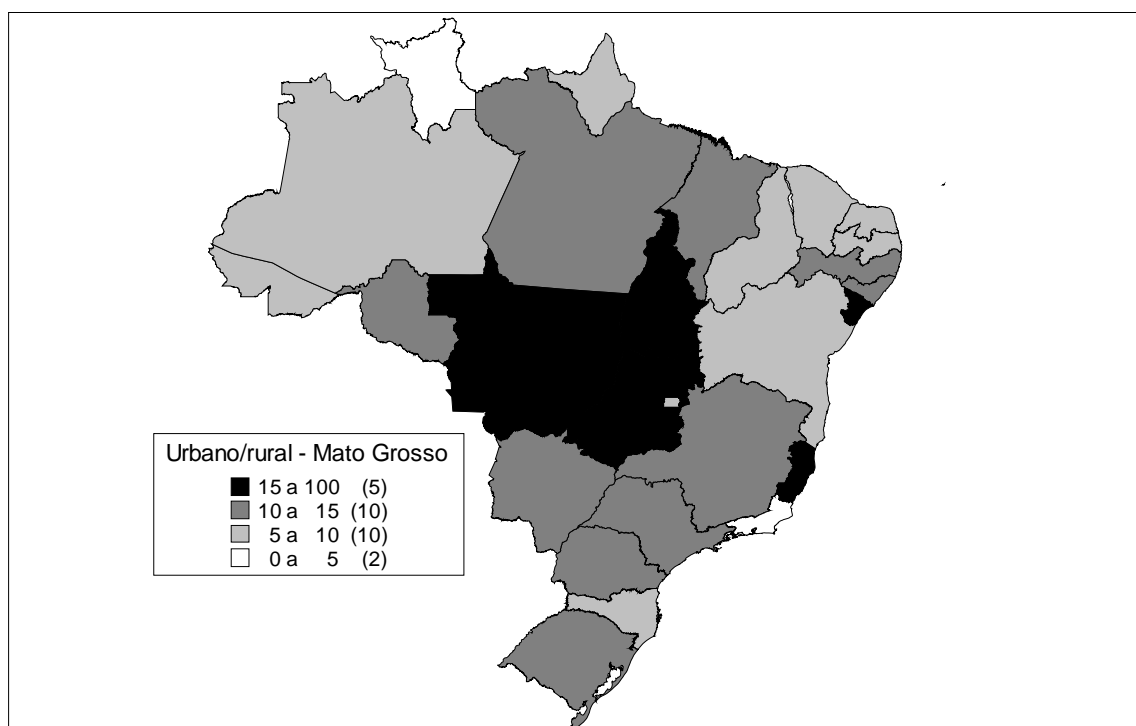 Urbano/rural - Mato Grosso
15 a 100 (5)
10 a 15 (10)
5 a 10 (10)
0 a 5 (2)